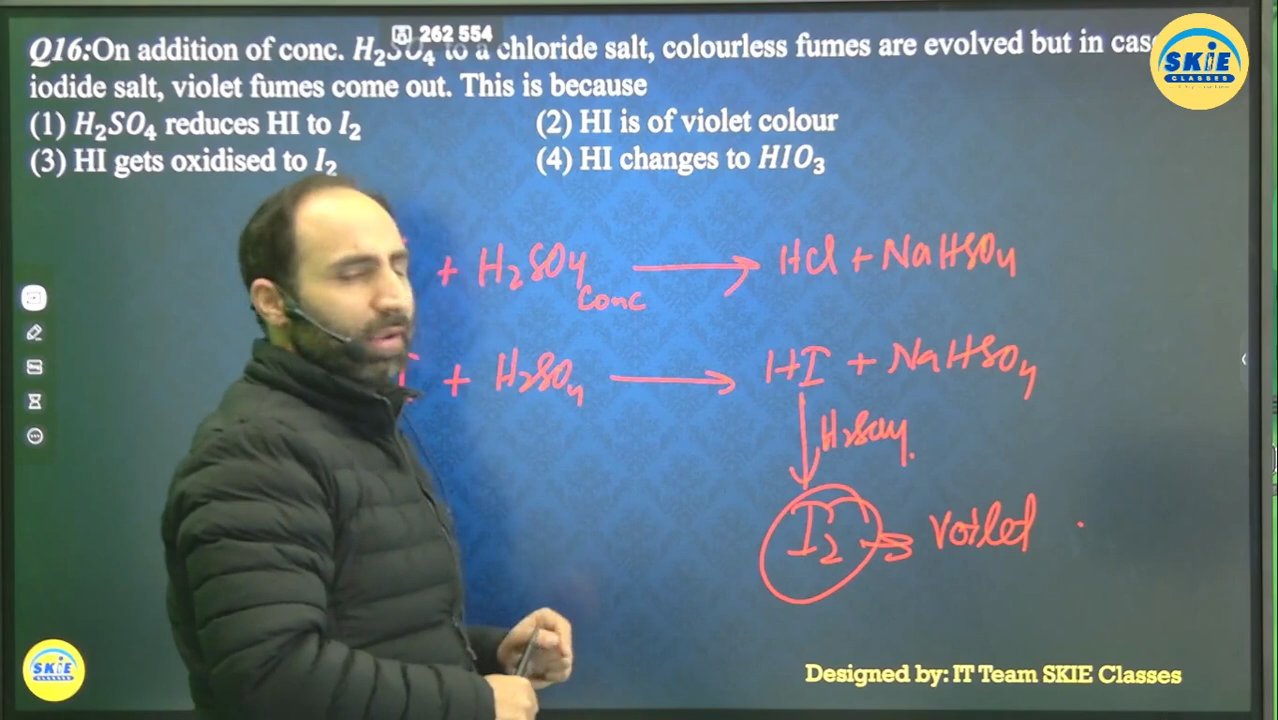 262 554
Q16:On addition of conc. H₂SO₄ to a chloride salt, colourless fumes are evolved but in cas
iodide salt, violet fumes come out. This is because
(1) H₂SO₄ reduces HI to I₂ (2) HI is of violet colour
(3) HI gets oxidised to I₂ (4) HI changes to HIO₃
+ H₂SO₄ conc → HCl + NaHSO₄
+ H₂SO₄ → HI + NaHSO₄
↓ H₂SO₄
I₂ → Voilet
SKiE
CLASSES
SKiE
CLASSES
Designed by: IT Team SKIE Classes